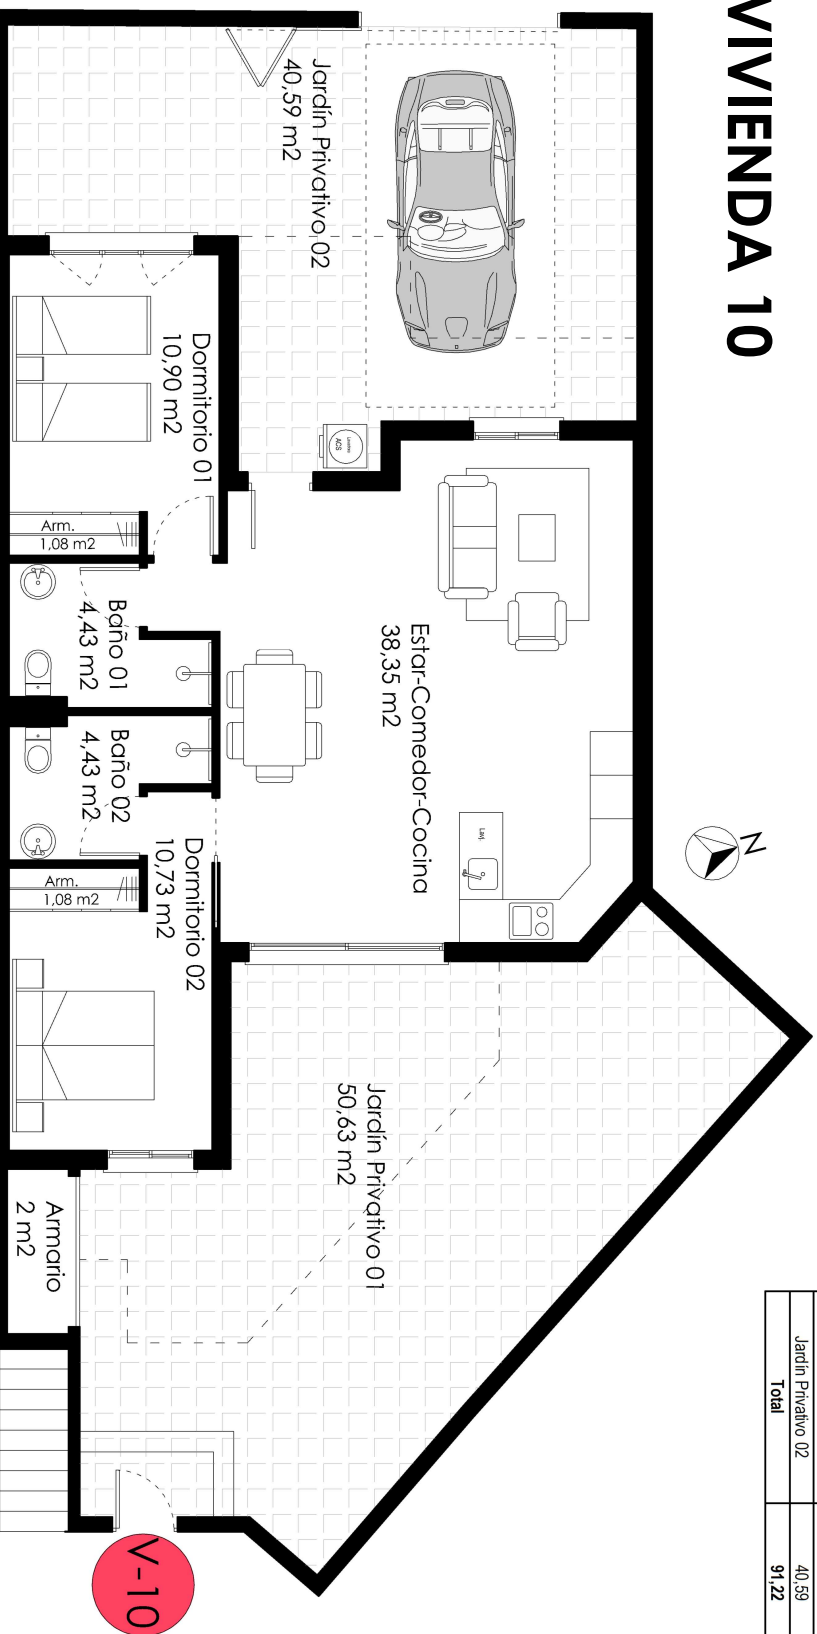 VIVIENDA 10
Jardín Privativo 02
40,59 m2
Dormitorio 01
10,90 m2
Arm.
1,08 m2
Baño 01
4,43 m2
Baño 02
4,43 m2
Estar-Comedor-Cocina
38,35 m2
Lavj.
ACS
N
Dormitorio 02
10,73 m2
Arm.
1,08 m2
Jardín Privativo 01
50,63 m2
Armario
2 m2
V-10
Jardín Privativo 02 40,59
Total 91,22